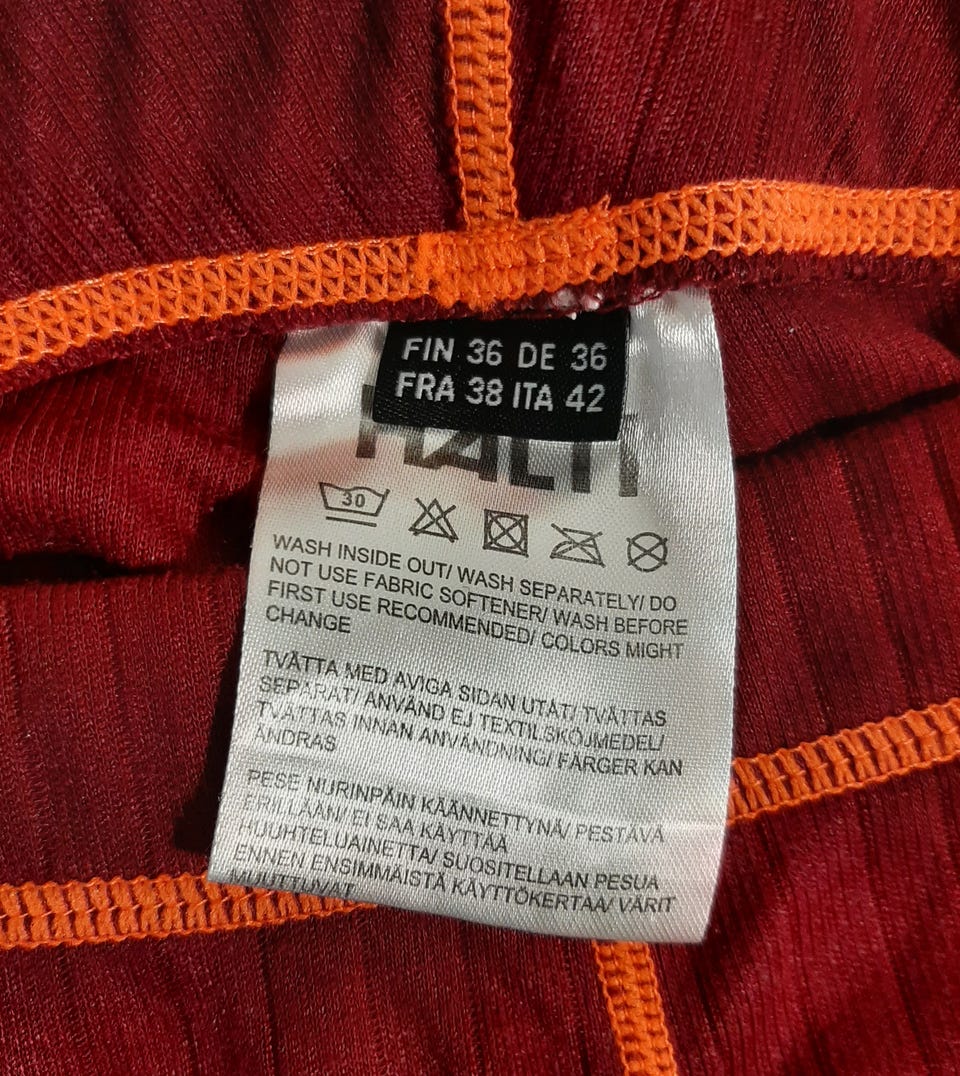 FIN 36 DE 36
FRA 38 ITA 42
HALTI
30
WASH INSIDE OUT/ WASH SEPARATELY/ DO
NOT USE FABRIC SOFTENER/ WASH BEFORE
FIRST USE RECOMMENDED/ COLORS MIGHT
CHANGE
TVÄTTA MED AVIGA SIDAN UTÅT/ TVÄTTAS
SEPARAT/ ANVÄND EJ TEXTILSKÖJMEDEL/
TVÄTTAS INNAN ANVÄNDNING/ FÄRGER KAN
ÄNDRAS
PESE NURINPÄIN KÄÄNNETTYNÄ/ PESTÄVÄ
ERILLÄÄN/ EI SAA KÄYTTÄÄ
HUUHTELUAINETTA/ SUOSITELLAAN PESUA
ENNEN ENSIMMÄISTÄ KÄYTTÖKERTAA/ VÄRIT
MUUTTUVAT